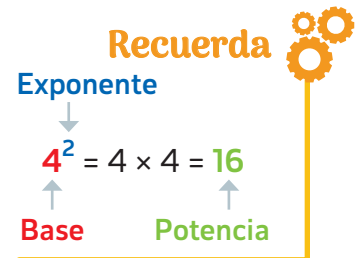 Recuerda
Exponente
4² = 4 × 4 = 16
Base Potencia